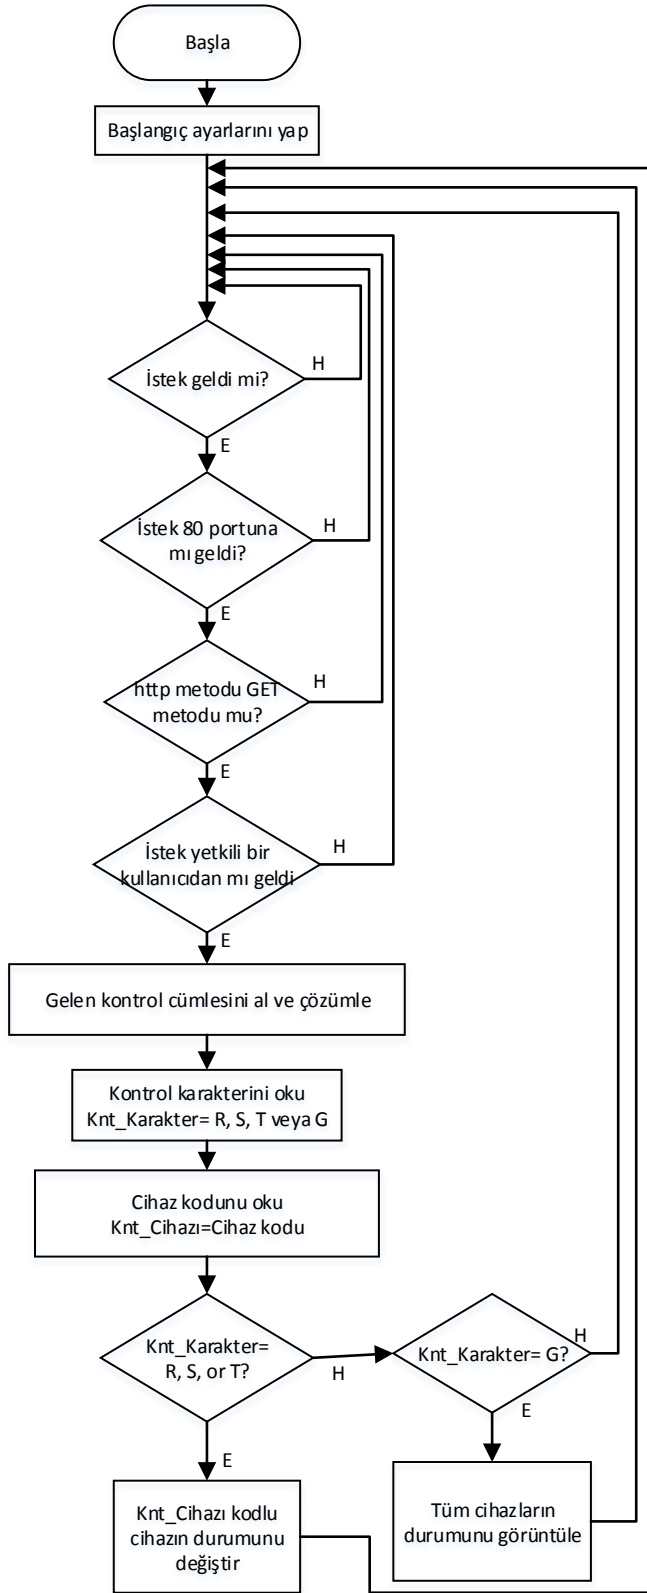 Başla
Başlangıç ayarlarını yap
İstek geldi mi?
H
E
İstek 80 portuna
mı geldi?
H
E
http metodu GET
metodu mu?
H
E
İstek yetkili bir
kullanıcıdan mı geldi
H
E
Gelen kontrol cümlesini al ve çözümle
Kontrol karakterini oku
Knt_Karakter= R, S, T veya G
Cihaz kodunu oku
Knt_Cihazı=Cihaz kodu
Knt_Karakter=
R, S, or T?
H
Knt_Karakter= G?
H
E
E
Knt_Cihazı kodlu
cihazın durumunu
değiştir
Tüm cihazların
durumunu görüntüle